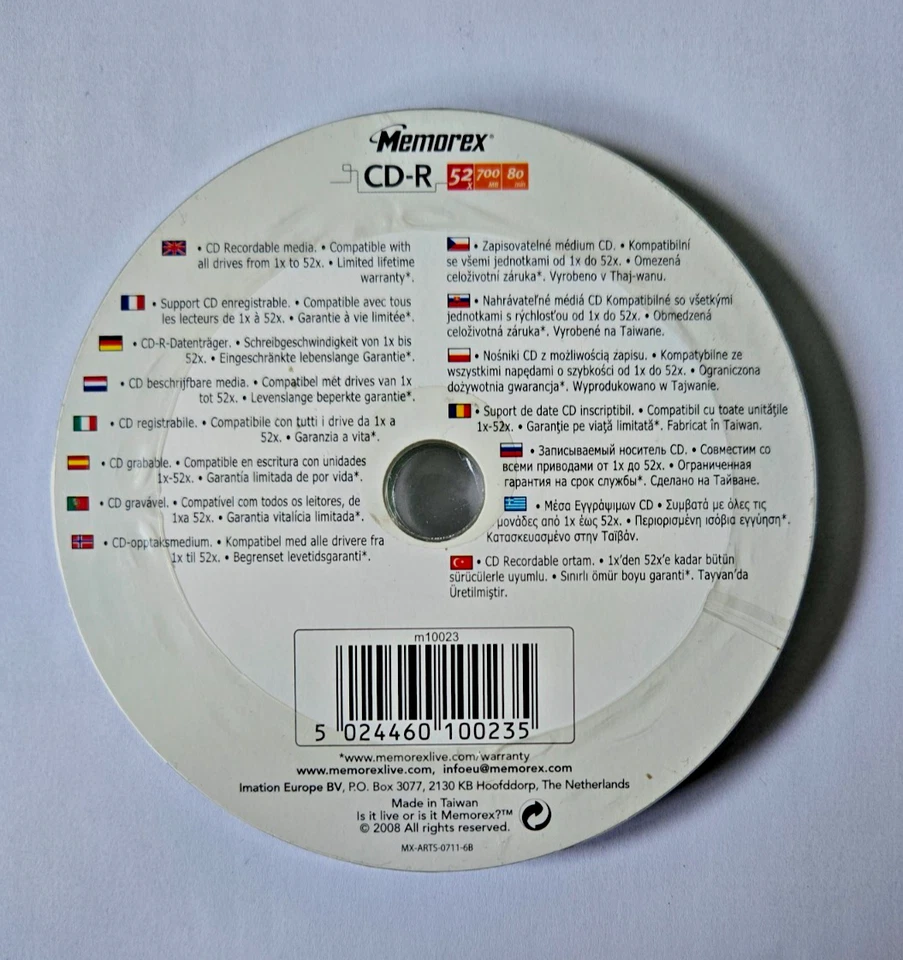 Memorex®
CD-R 52x 700 MB 80 min
• CD Recordable media. • Compatible with
all drives from 1x to 52x. • Limited lifetime
warranty*.
• Support CD enregistrable. • Compatible avec tous
les lecteurs de 1x à 52x. • Garantie à vie limitée*.
• CD-R-Datenträger. • Schreibgeschwindigkeit von 1x bis
52x. • Eingeschränkte lebenslange Garantie*.
• CD beschrijfbare media. • Compatibel mét drives van 1x
tot 52x. • Levenslange beperkte garantie*.
• CD registrabile. • Compatibile con tutti i drive da 1x a
52x. • Garanzia a vita*.
• CD grabable. • Compatible en escritura con unidades
1x-52x. • Garantía limitada de por vida*.
• CD gravável. • Compatível com todos os leitores, de
1xa 52x. • Garantia vitalícia limitada*.
• CD-opptaksmedium. • Kompatibel med alle drivere fra
1x til 52x. • Begrenset levetidsgaranti*.
• Zapisovatelné médium CD. • Kompatibilní
se všemi jednotkami od 1x do 52x. • Omezená
celoživotní záruka*. Vyrobeno v Thaj-wanu.
• Nahrávateľné médiá CD Kompatibilné so všetkými
jednotkami s rýchlosťou od 1x do 52x. • Obmedzená
celoživotná záruka*. Vyrobené na Taiwane.
• Nośniki CD z możliwością zapisu. • Kompatybilne ze
wszystkimi napędami o szybkości od 1x do 52x. • Ograniczona
dożywotnia gwarancja*. Wyprodukowano w Tajwanie.
• Suport de date CD inscriptibil. • Compatibil cu toate unitățile
1x-52x. • Garanție pe viață limitată*. Fabricat în Taiwan.
• Записываемый носитель CD. • Совместим со
всеми приводами от 1x до 52x. • Ограниченная
гарантия на срок службы*. Сделано на Тайване.
• Μέσα Εγγράψιμων CD • Συμβατά με όλες τις
μονάδες από 1x έως 52x. • Περιορισμένη ισόβια εγγύηση*.
Κατασκευασμένο στην Ταϊβάν.
• CD Recordable ortam. • 1x'den 52x'e kadar bütün
sürücülerle uyumlu. • Sınırlı ömür boyu garanti*. Tayvan'da
Üretilmiştir.
m10023
5 024460 100235
*www.memorexlive.com/warranty
www.memorexlive.com, infoeu@memorex.com
Imation Europe BV, P.O. Box 3077, 2130 KB Hoofddorp, The Netherlands
Made in Taiwan
Is it live or is it Memorex?™
© 2008 All rights reserved.
MX-ARTS-0711-6B